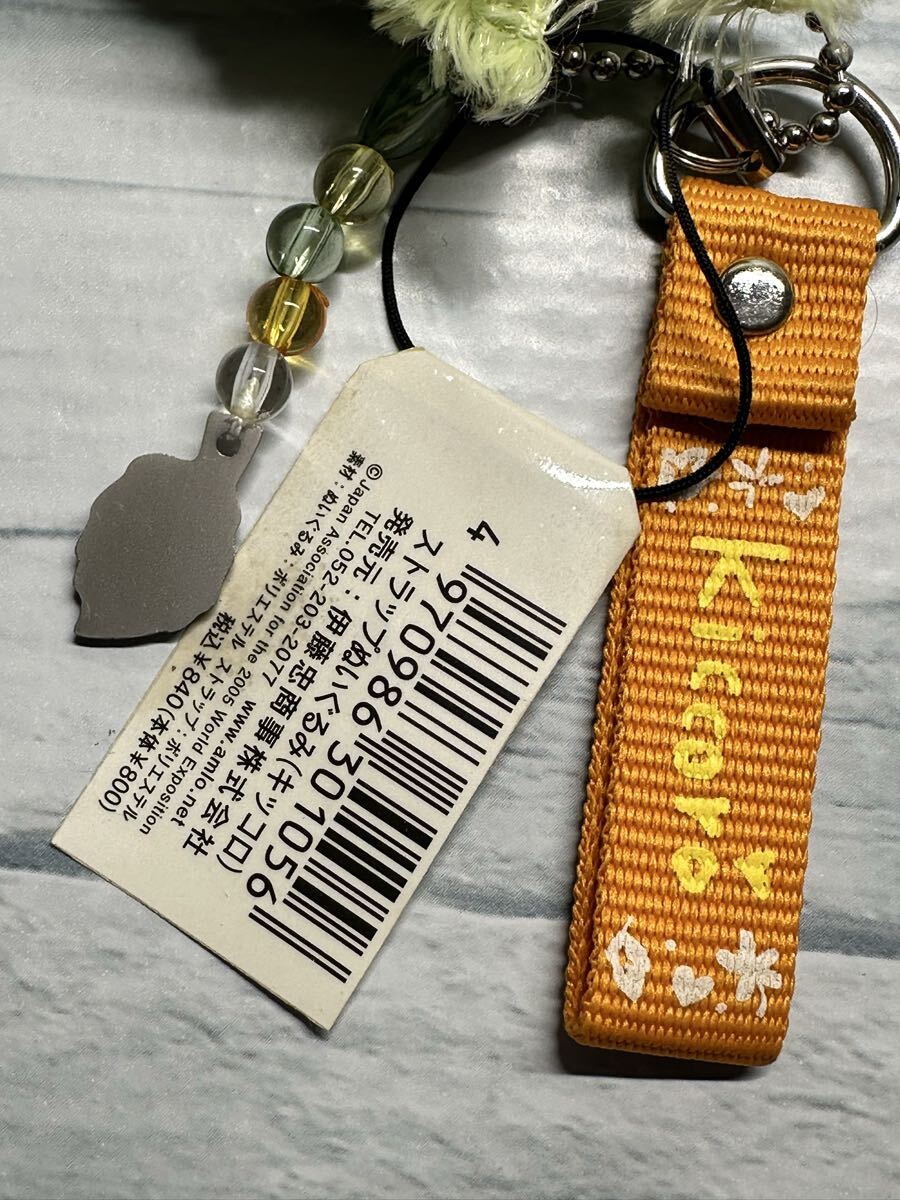 4 970986 301056
ストラップぬいぐるみ(キッコロ)
発売元:伊藤忠商事株式会社
TEL.052-203-2077 www.amlo.net
©Japan Association for the 2005 World Exposition
素材:ぬいぐるみ:ポリエステル ストラップ:ポリエステル
税込¥840(本体¥800)
Kiccoro